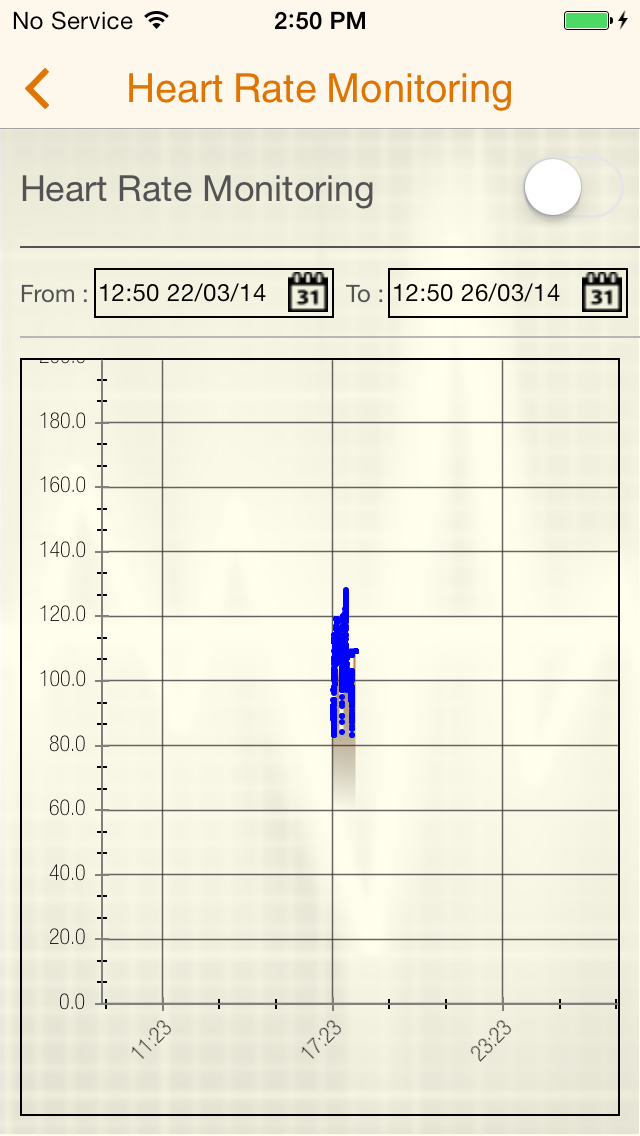 No Service 2:50 PM
Heart Rate Monitoring
Heart Rate Monitoring
From : 12:50 22/03/14 31 To : 12:50 26/03/14 31
200.0
180.0
160.0
140.0
120.0
100.0
80.0
60.0
40.0
20.0
0.0
11:23 17:23 23:23